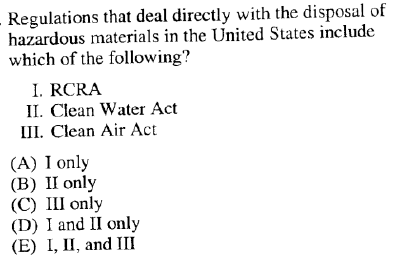 Regulations that deal directly with the disposal of
hazardous materials in the United States include
which of the following?
I. RCRA
II. Clean Water Act
III. Clean Air Act
(A) I only
(B) II only
(C) III only
(D) I and II only
(E) I, II, and III